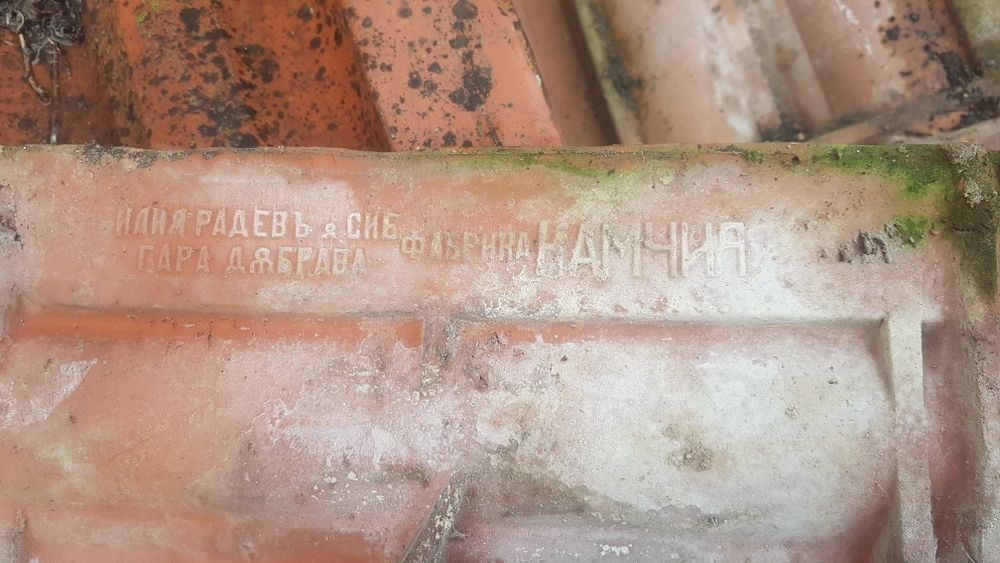 ИЛИЯ РАДЕВЪ & СИЕ
ГАРА ДѪБРАВА
ФАБРИКА КАМЧИЯ